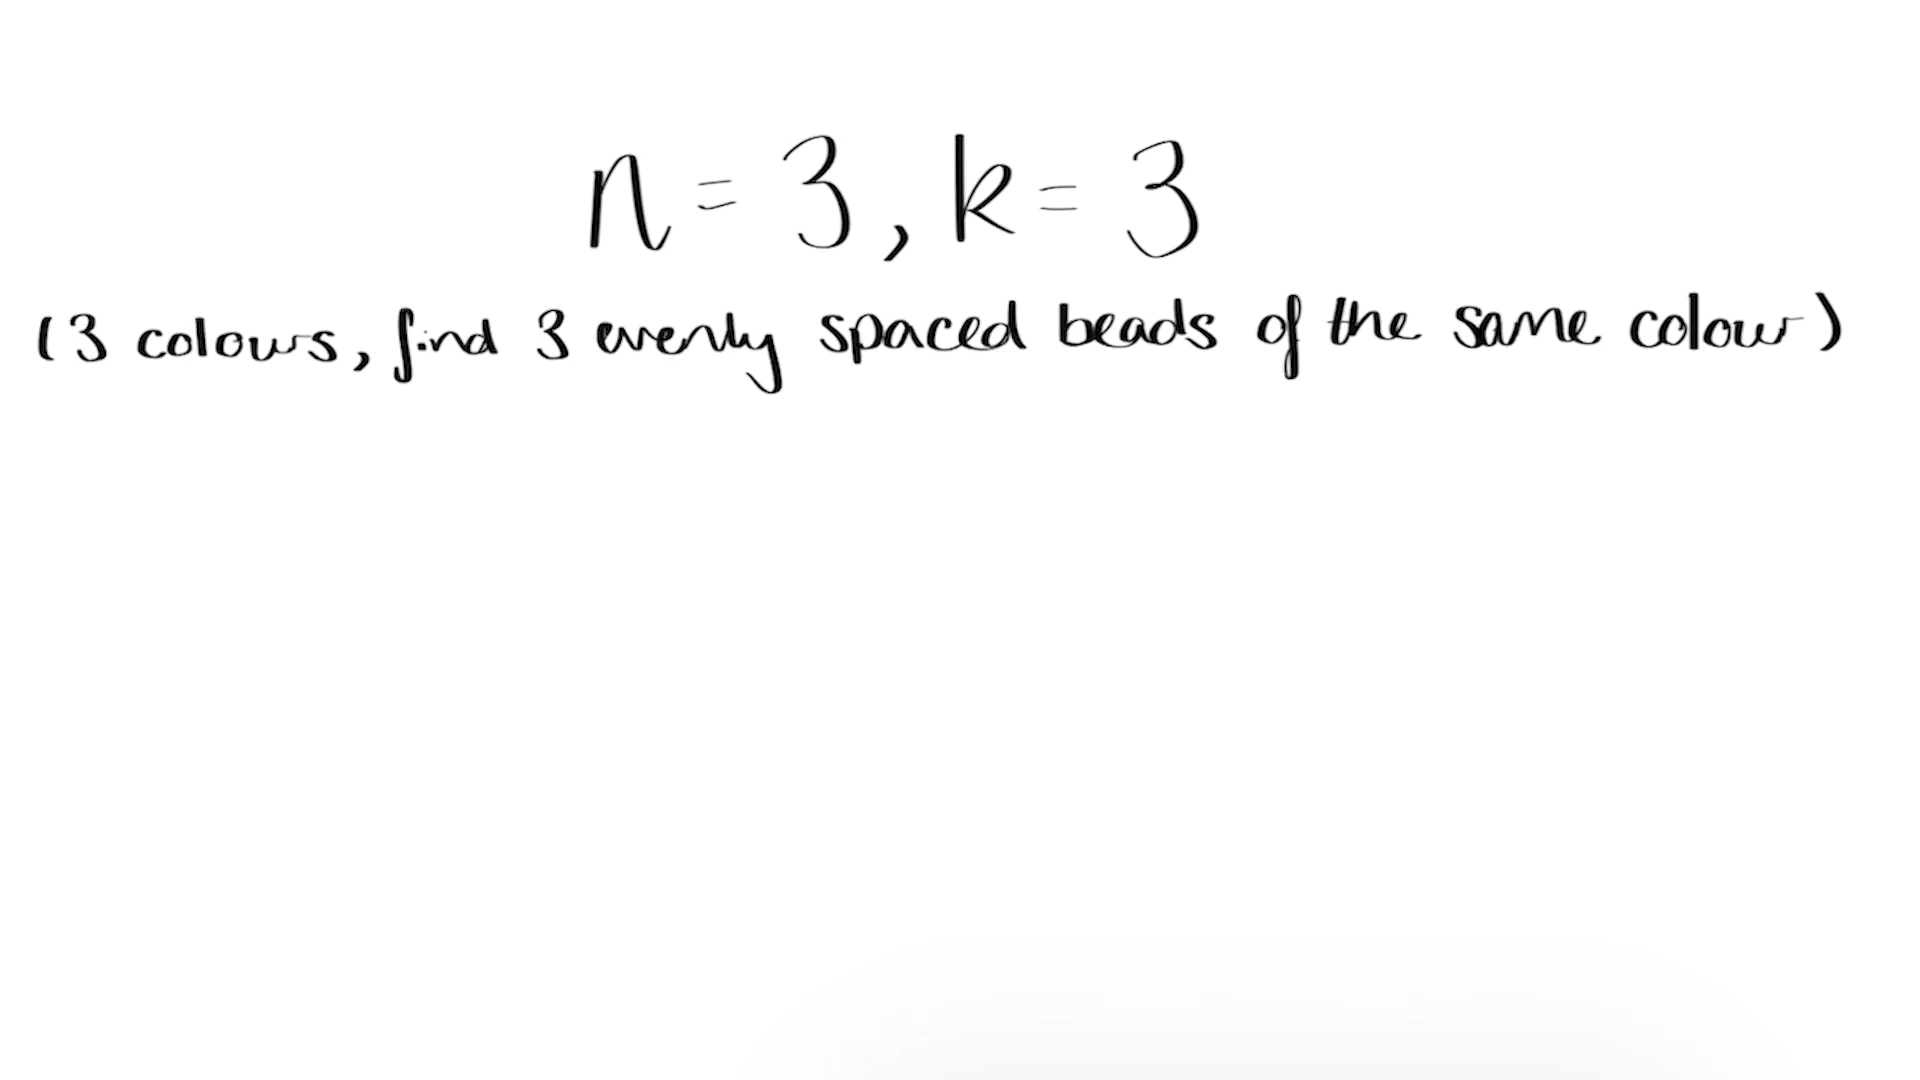 n = 3, k = 3
(3 colours, find 3 evenly spaced beads of the same colour)